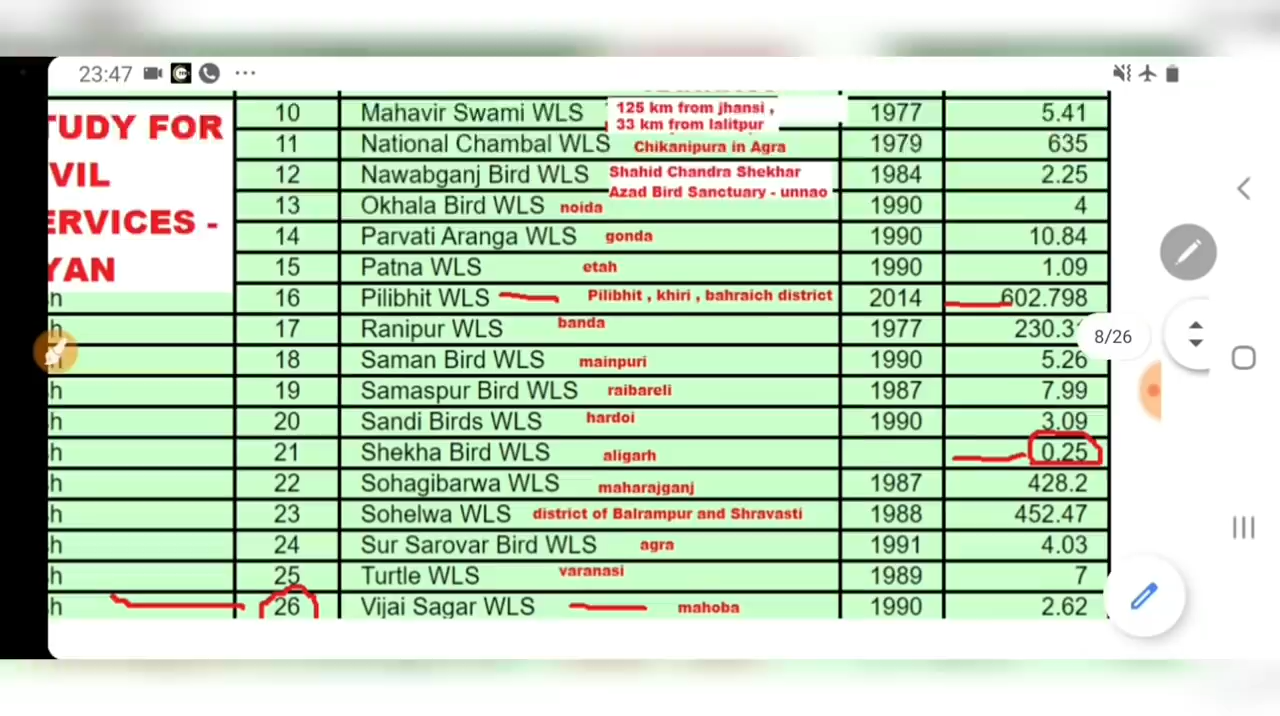 23:47
TUDY FOR
VIL
ERVICES -
YAN
10 Mahavir Swami WLS 125 km from jhansi , 1977 5.41
33 km from lalitpur
11 National Chambal WLS Chikanipura in Agra 1979 635
12 Nawabganj Bird WLS Shahid Chandra Shekhar 1984 2.25
Azad Bird Sanctuary - unnao
13 Okhala Bird WLS noida 1990 4
14 Parvati Aranga WLS gonda 1990 10.84
15 Patna WLS etah 1990 1.09
h 16 Pilibhit WLS Pilibhit , khiri , bahraich district 2014 602.798
h 17 Ranipur WLS banda 1977 230.3
8/26
h 18 Saman Bird WLS mainpuri 1990 5.26
h 19 Samaspur Bird WLS raibareli 1987 7.99
h 20 Sandi Birds WLS hardoi 1990 3.09
h 21 Shekha Bird WLS aligarh 0.25
h 22 Sohagibarwa WLS maharajganj 1987 428.2
h 23 Sohelwa WLS district of Balrampur and Shravasti 1988 452.47
h 24 Sur Sarovar Bird WLS agra 1991 4.03
h 25 Turtle WLS varanasi 1989 7
h 26 Vijai Sagar WLS mahoba 1990 2.62